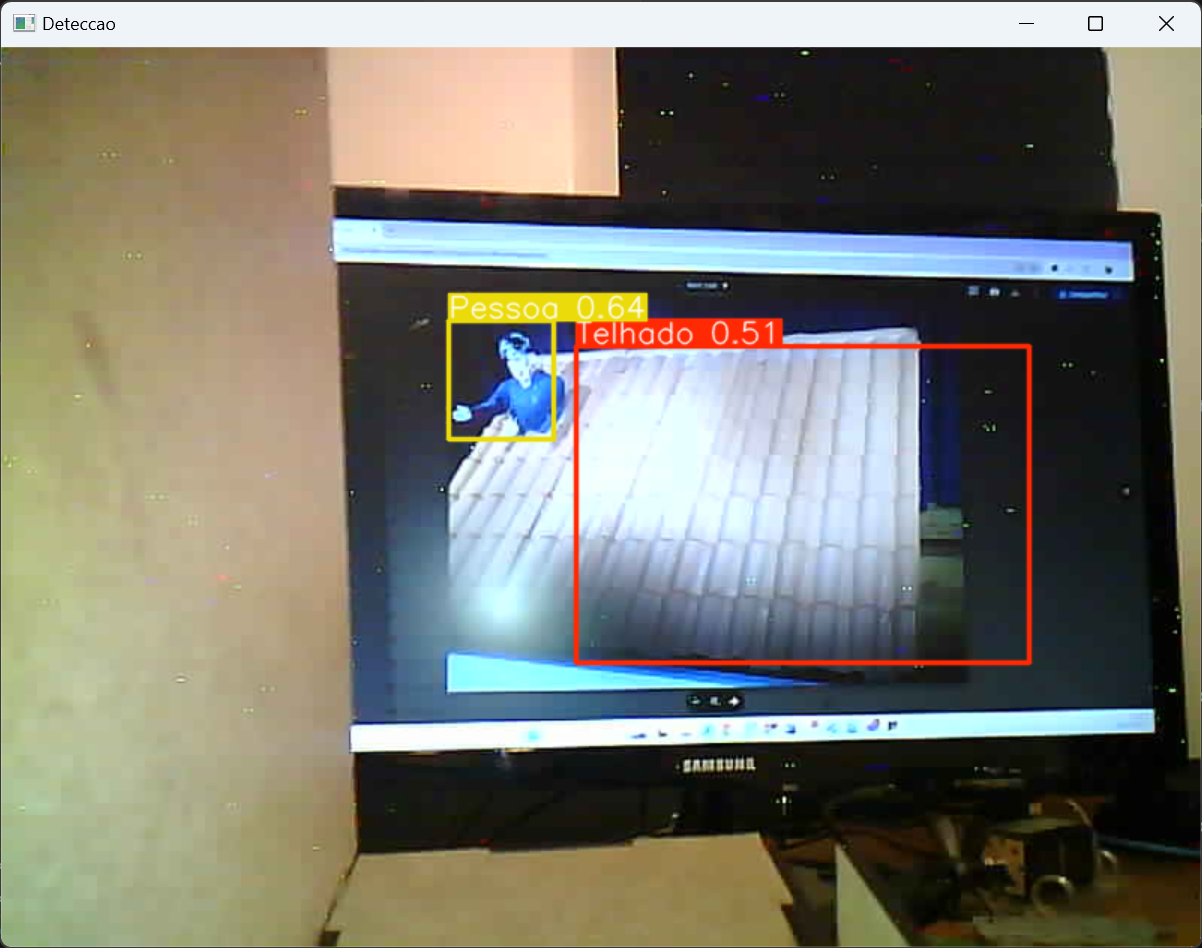 Deteccao
Pessoa 0.64
Telhado 0.51
SAMSUNG